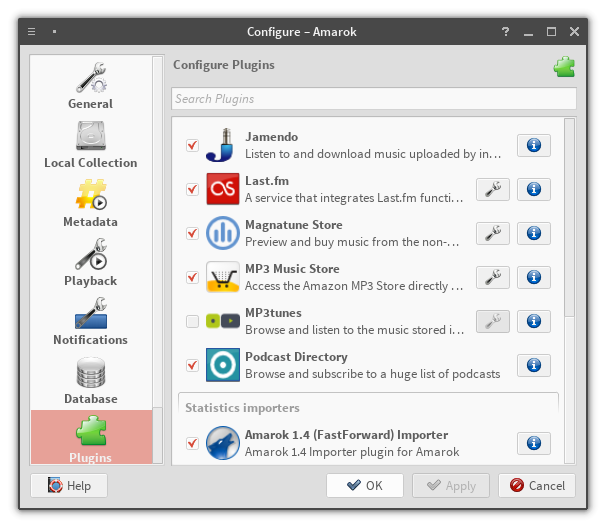 Configure – Amarok
General
Local Collection
Metadata
Playback
Notifications
Database
Plugins
Configure Plugins
Search Plugins
Jamendo
Listen to and download music uploaded by in…
Last.fm
A service that integrates Last.fm functi…
Magnatune Store
Preview and buy music from the non-…
MP3 Music Store
Access the Amazon MP3 Store directly …
MP3tunes
Browse and listen to the music stored i…
Podcast Directory
Browse and subscribe to a huge list of podcasts
Statistics importers
Amarok 1.4 (FastForward) Importer
Amarok 1.4 Importer plugin for Amarok
Help
OK
Apply
Cancel